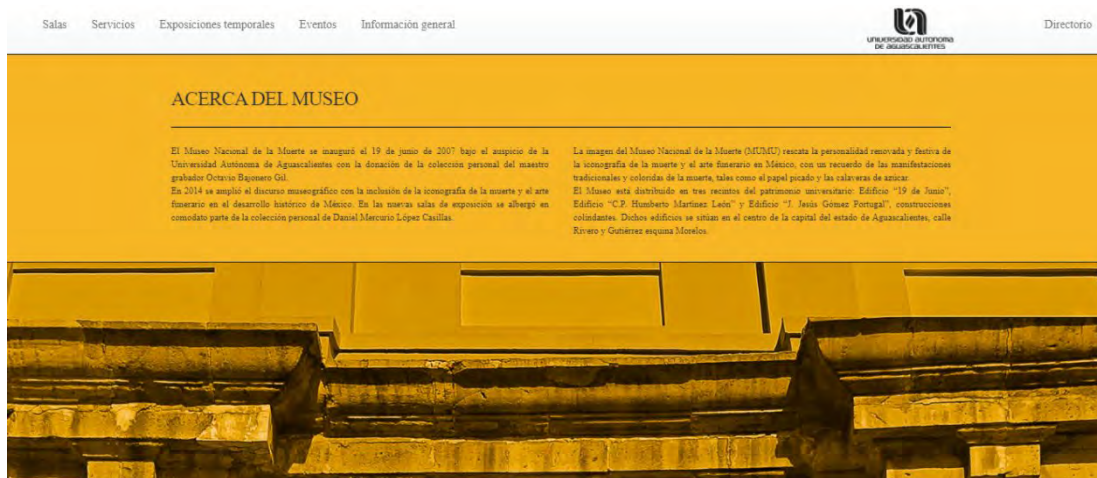 Salas Servicios Exposiciones temporales Eventos Información general
UNIVERSIDAD AUTONOMA
DE AGUASCALIENTES
Directorio
ACERCA DEL MUSEO
El Museo Nacional de la Muerte se inauguró el 19 de junio de 2007 bajo el auspicio de la
Universidad Autónoma de Aguascalientes con la donación de la colección personal del maestro
grabador Octavio Bajonero Gil.
En 2014 se amplió el discurso museográfico con la inclusión de la iconografía de la muerte y el arte
funerario en el desarrollo histórico de México. En las nuevas salas de exposición se albergó en
comodato parte de la colección personal de Daniel Mercurio López Casillas.
La imagen del Museo Nacional de la Muerte (MUMU) rescata la personalidad renovada y festiva de
la iconografía de la muerte y el arte funerario en México, con un recuerdo de las manifestaciones
tradicionales y coloridas de la muerte, tales como el papel picado y las calaveras de azúcar.
El Museo está distribuido en tres recintos del patrimonio universitario: Edificio “19 de Junio”,
Edificio “C.P. Humberto Martínez León” y Edificio “J. Jesús Gómez Portugal”, construcciones
colindantes. Dichos edificios se sitúan en el centro de la capital del estado de Aguascalientes, calle
Rivero y Gutiérrez esquina Morelos.